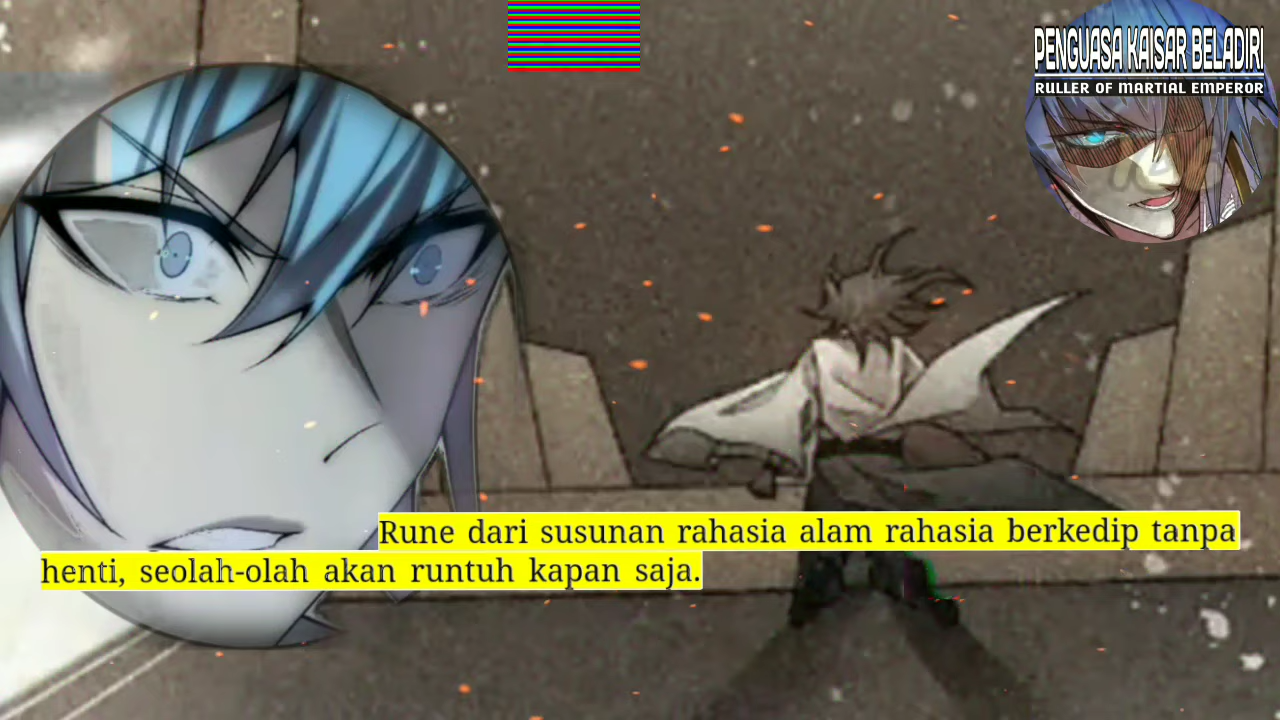 PENGUASA KAISAR BELADIRI
RULLER OF MARTIAL EMPEROR
Rune dari susunan rahasia alam rahasia berkedip tanpa
henti, seolah-olah akan runtuh kapan saja.